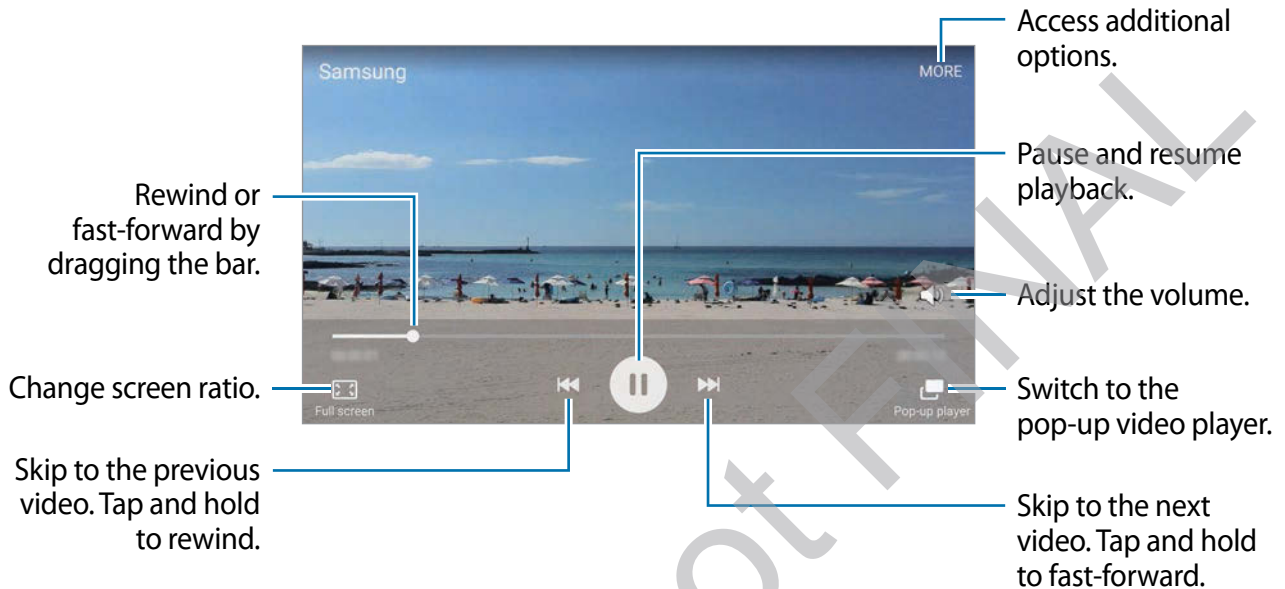 Access additional
options.
Samsung
MORE
Pause and resume
playback.
Rewind or
fast-forward by
dragging the bar.
Adjust the volume.
Change screen ratio.
Full screen
Pop-up player
Switch to the
pop-up video player.
Skip to the previous
video. Tap and hold
to rewind.
Skip to the next
video. Tap and hold
to fast-forward.
ot FINAL